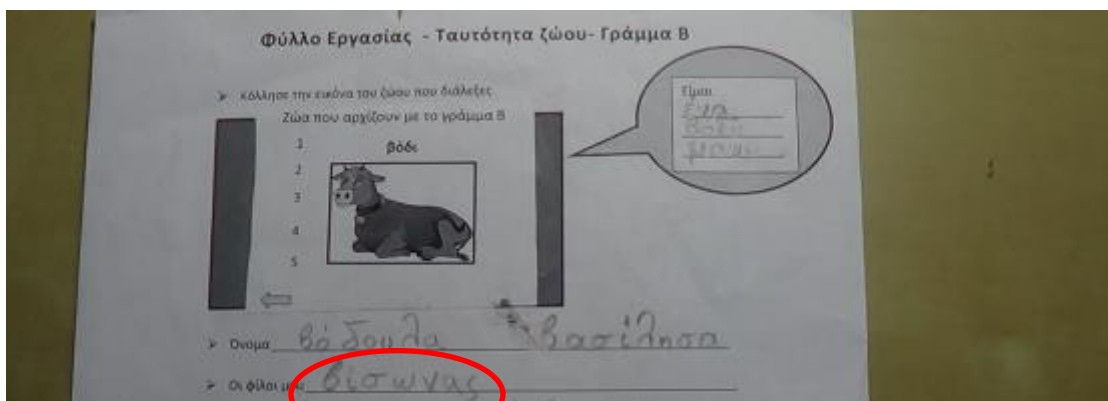 Φύλλο Εργασίας - Ταυτότητα ζώου- Γράμμα Β
➢ Κόλλησε την εικόνα του ζώου που διάλεξες
Ζώα που αρχίζουν με το γράμμα Β
1
βόδι
2
3
4
5
Είμαι
ένα
➢ Όνομα βόδουλα βασίλησα
➢ Οι φίλοι μου βίσωνας